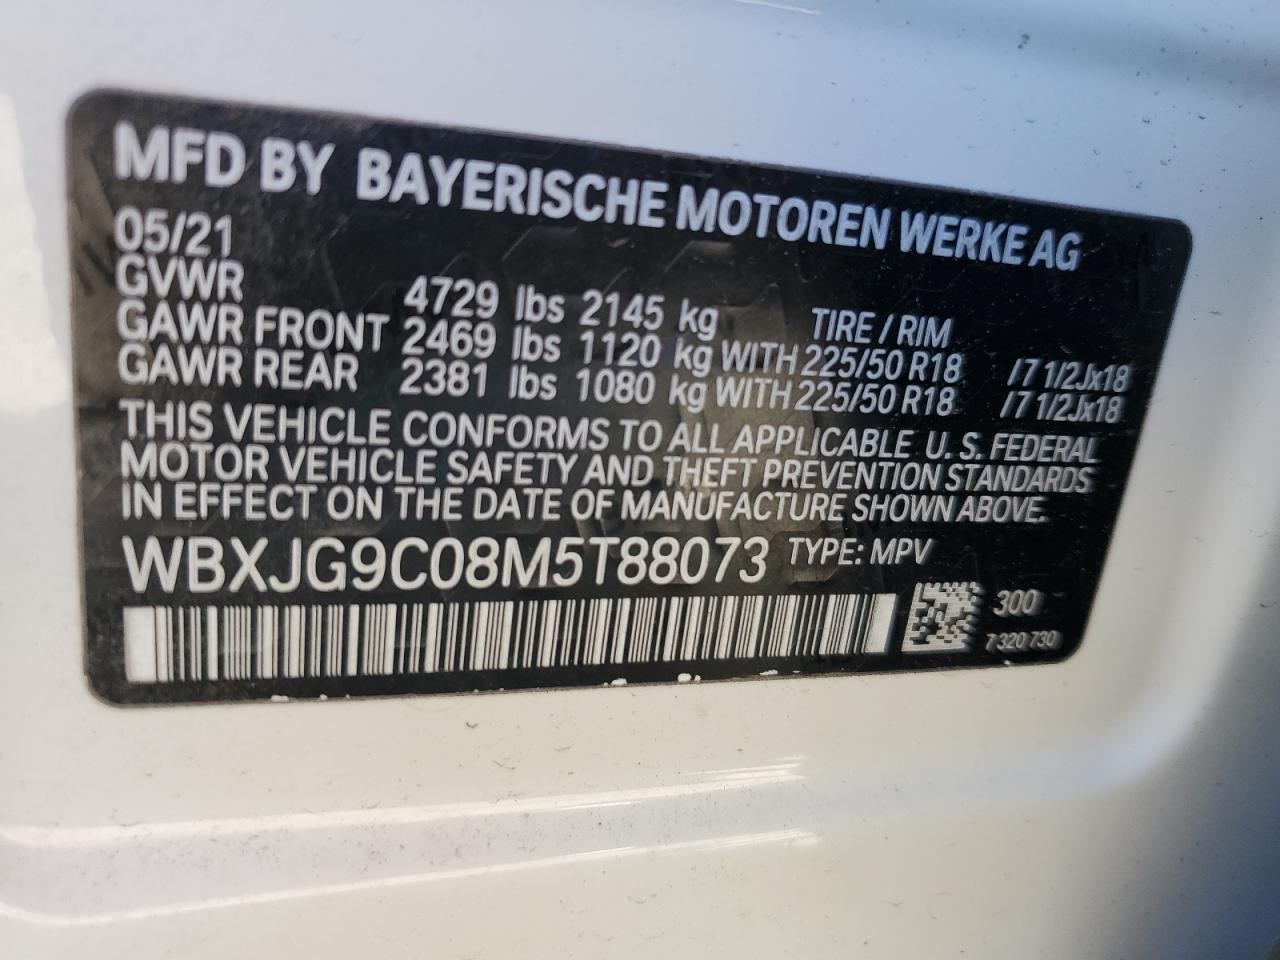 MFD BY BAYERISCHE MOTOREN WERKE AG
05/21
GVWR 4729 lbs 2145 kg TIRE / RIM
GAWR FRONT 2469 lbs 1120 kg WITH 225/50 R18 /7 1/2Jx18
GAWR REAR 2381 lbs 1080 kg WITH 225/50 R18 /7 1/2Jx18
THIS VEHICLE CONFORMS TO ALL APPLICABLE U. S. FEDERAL
MOTOR VEHICLE SAFETY AND THEFT PREVENTION STANDARDS
IN EFFECT ON THE DATE OF MANUFACTURE SHOWN ABOVE.
WBXJG9C08M5T88073 TYPE: MPV
300
7 320 730